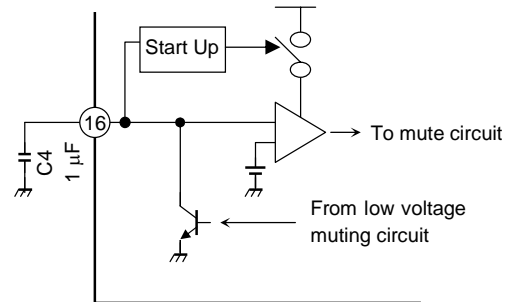 Start Up
16
To mute circuit
C4
1 μF
From low voltage
muting circuit